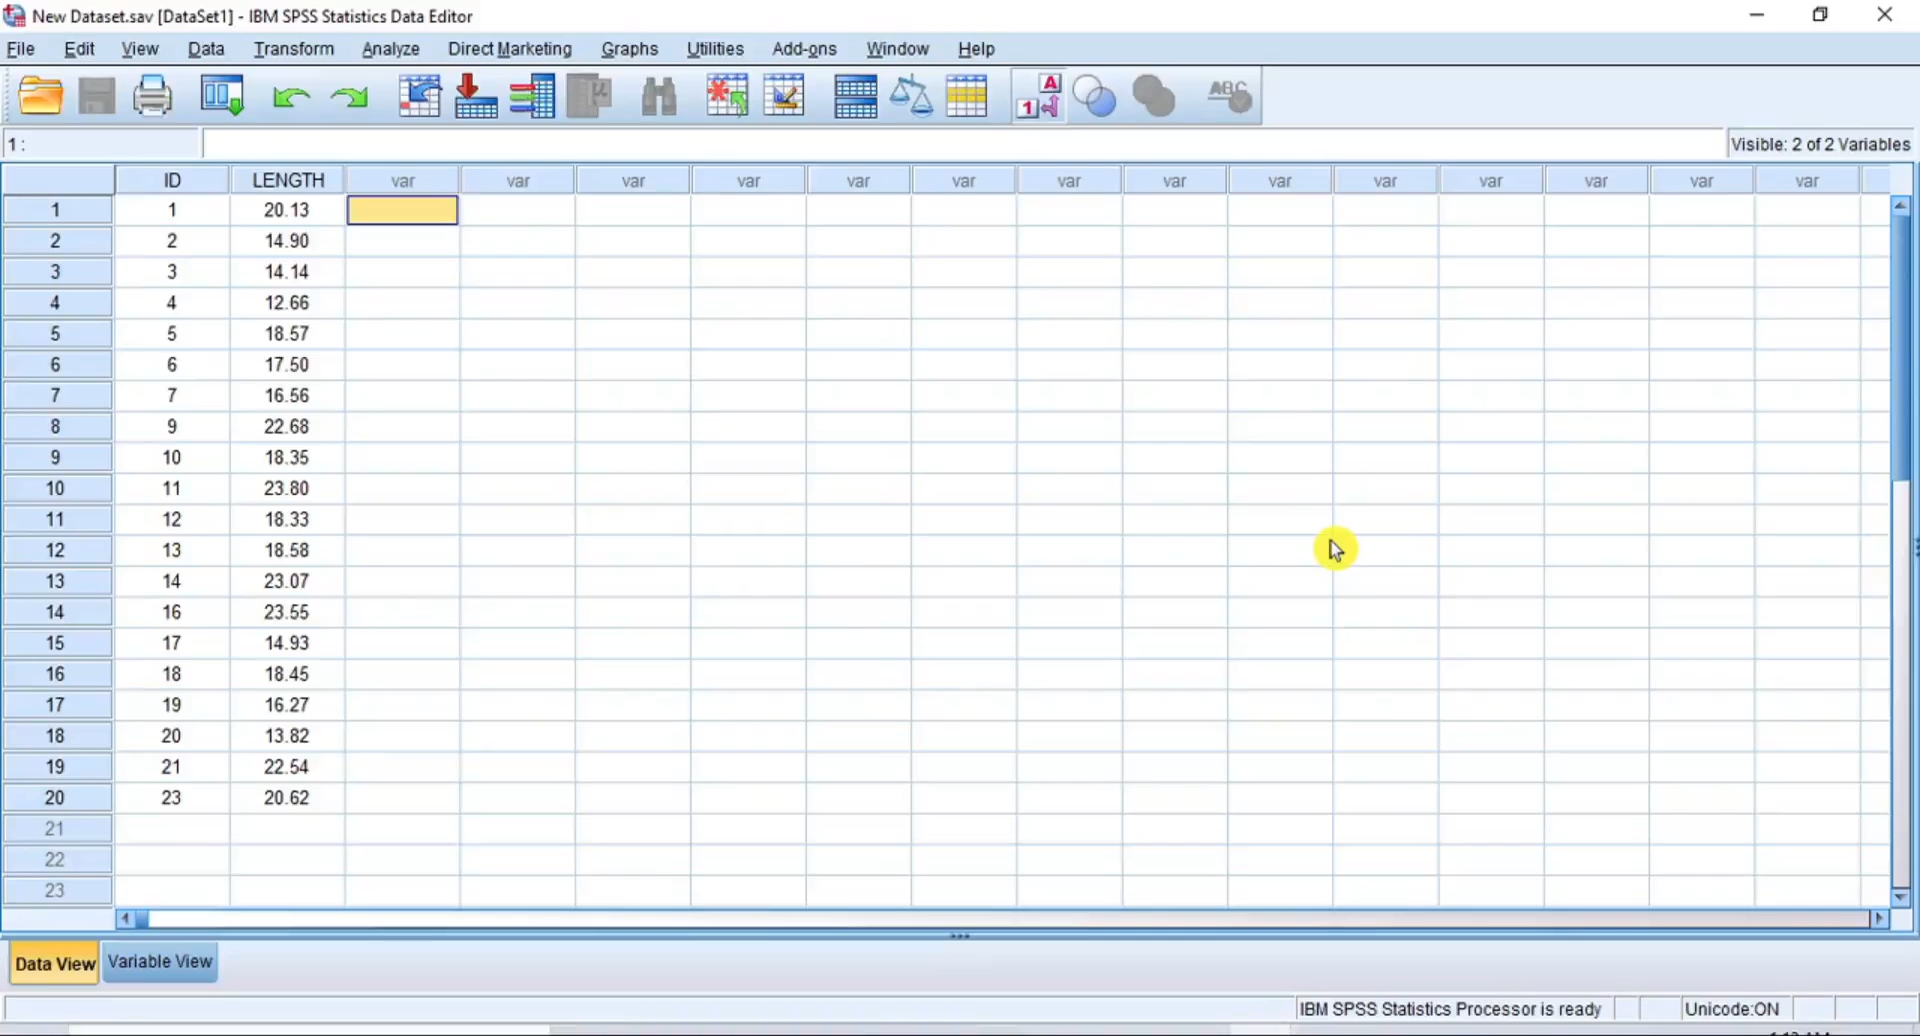 New Dataset.sav [DataSet1] - IBM SPSS Statistics Data Editor
File Edit View Data Transform Analyze Direct Marketing Graphs Utilities Add-ons Window Help
1 A ABC
1 : Visible: 2 of 2 Variables
ID LENGTH var var var var var var var var var var var var var var
1 1 20.13
2 2 14.90
3 3 14.14
4 4 12.66
5 5 18.57
6 6 17.50
7 7 16.56
8 9 22.68
9 10 18.35
10 11 23.80
11 12 18.33
12 13 18.58
13 14 23.07
14 16 23.55
15 17 14.93
16 18 18.45
17 19 16.27
18 20 13.82
19 21 22.54
20 23 20.62
21
22
23
Data View Variable View
IBM SPSS Statistics Processor is ready Unicode:ON